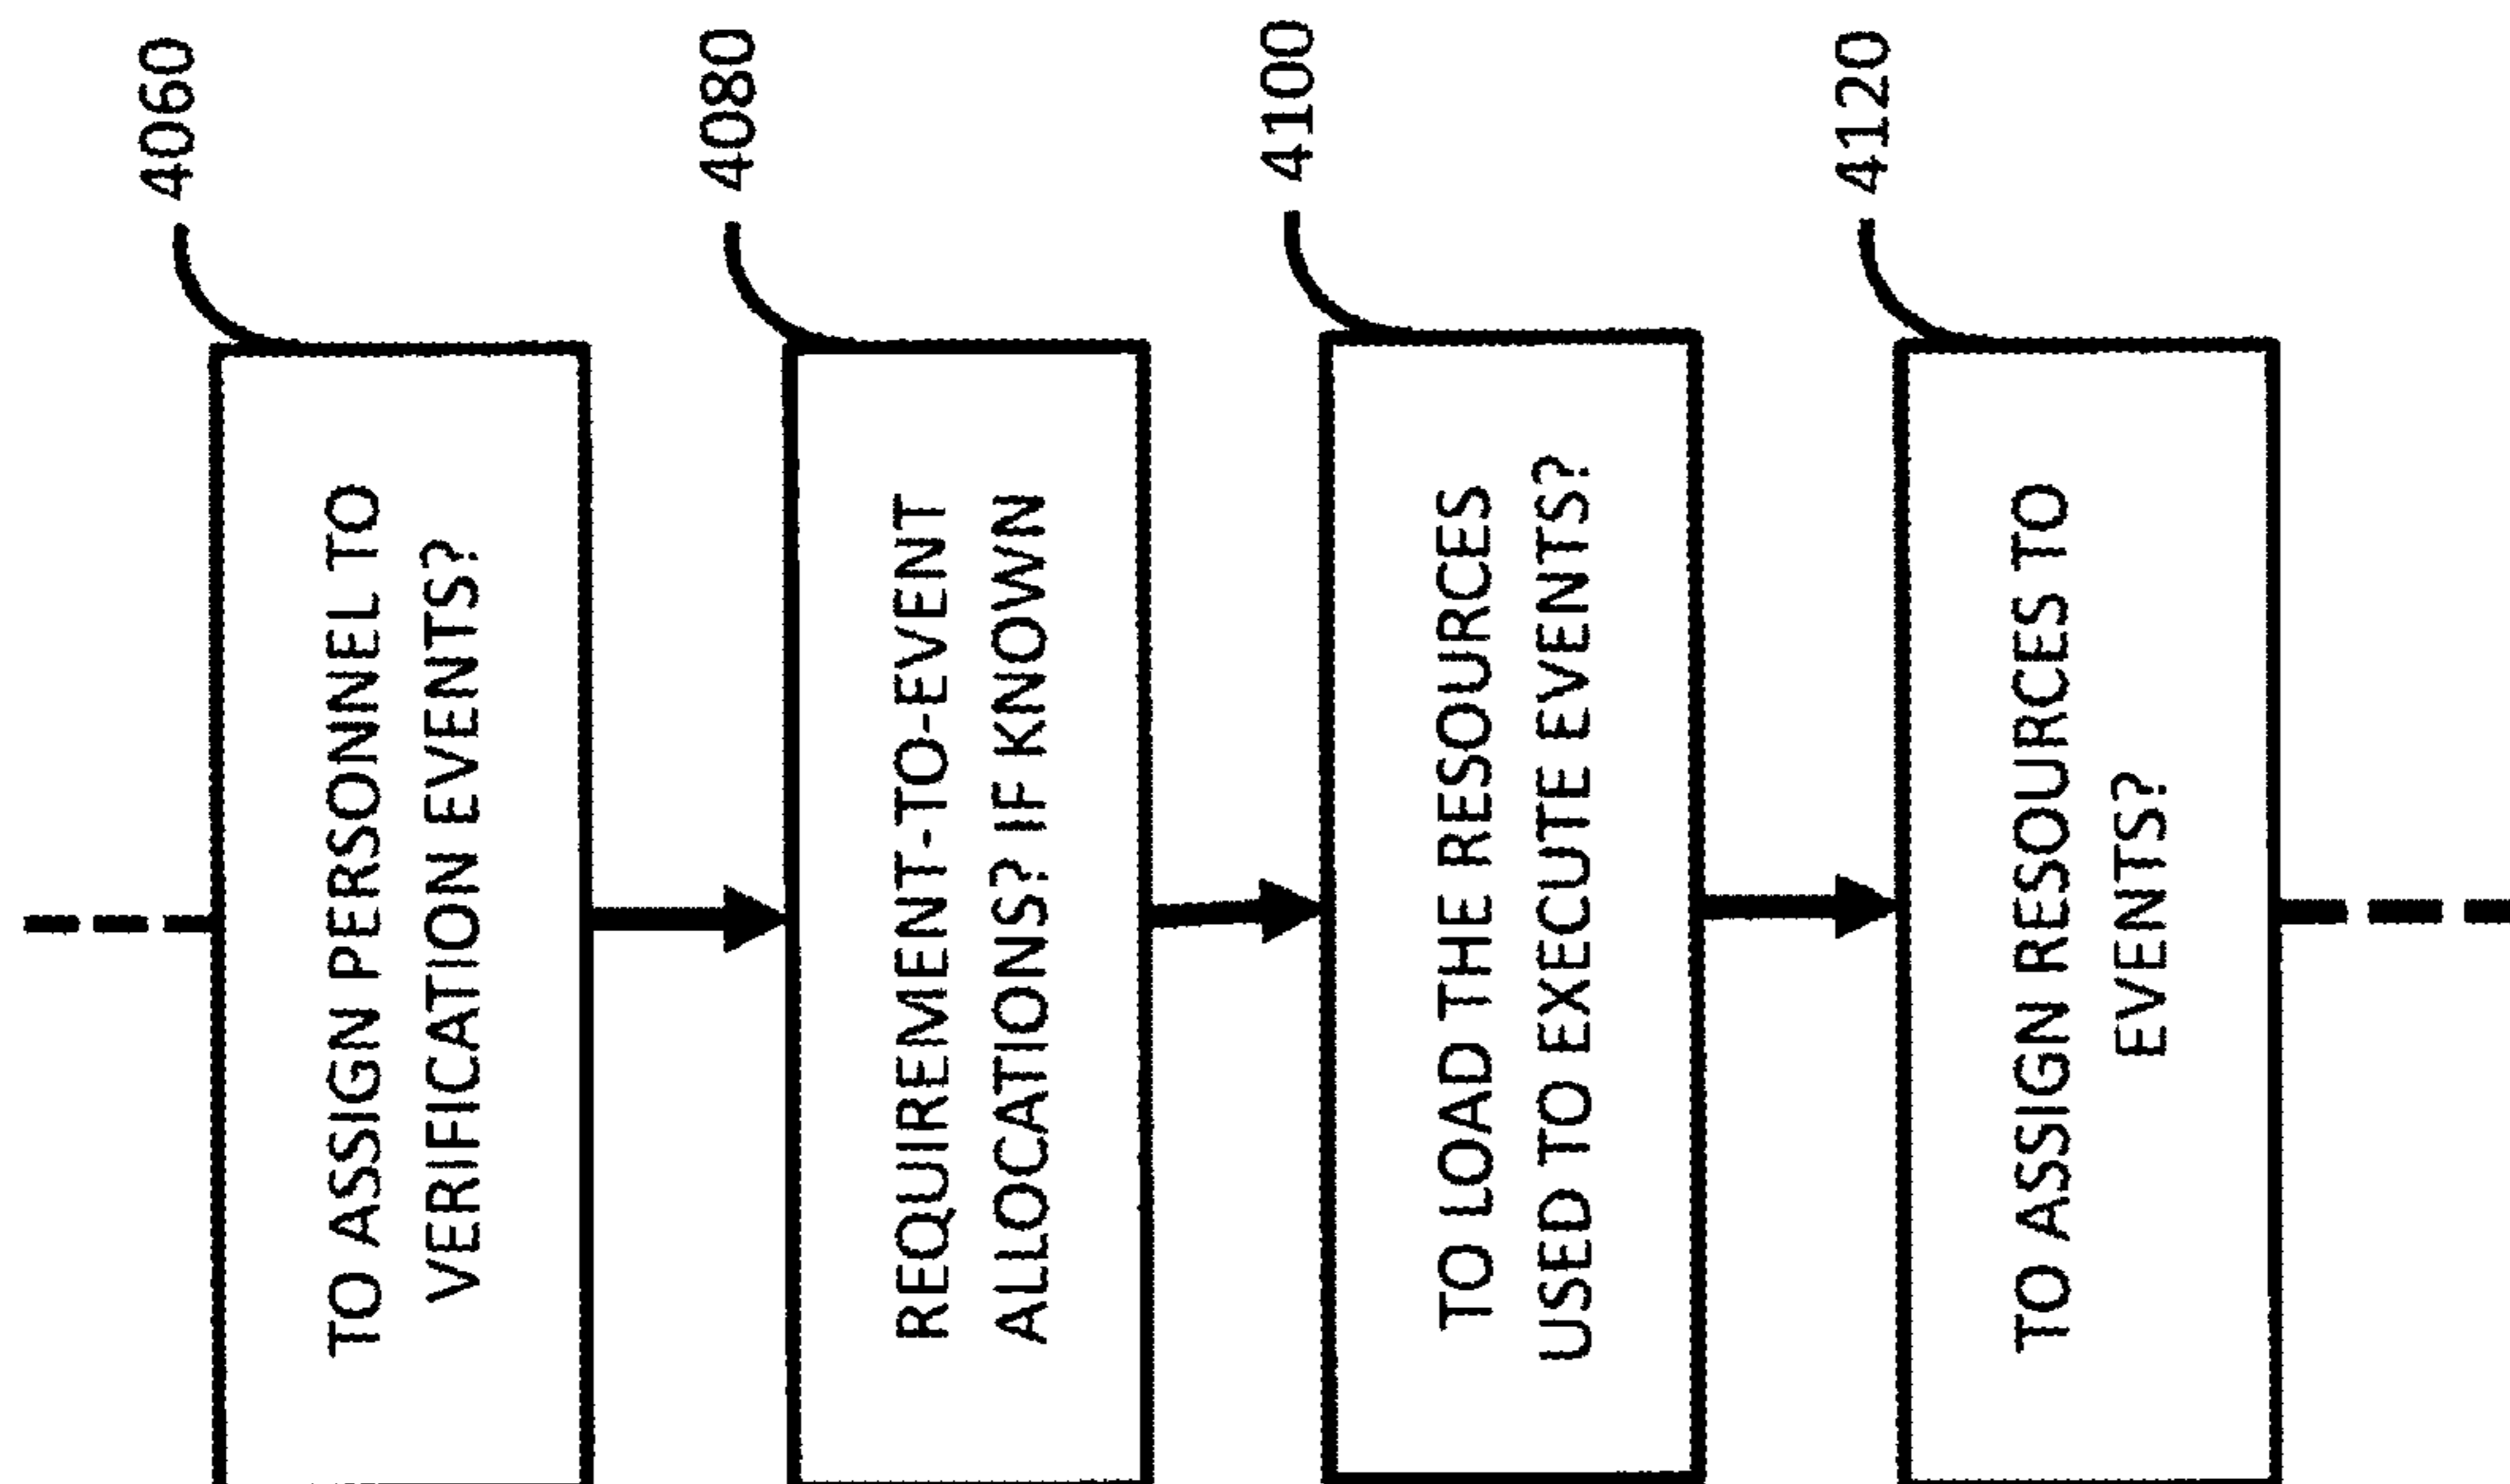 4060
TO ASSIGN PERSONNEL TO
VERIFICATION EVENTS?
4080
REQUIREMENT-TO-EVENT
ALLOCATIONS? IF KNOWN
4100
TO LOAD THE RESOURCES
USED TO EXECUTE EVENTS?
4120
TO ASSIGN RESOURCES TO
EVENTS?